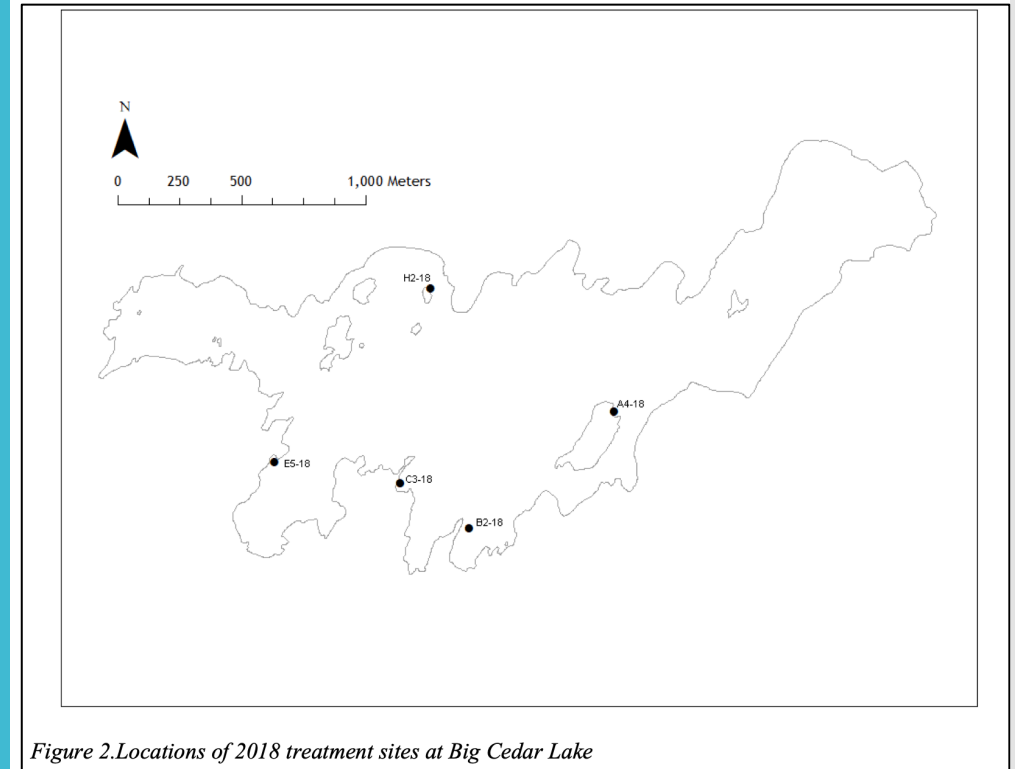 N
0 250 500 1,000 Meters
H2-18
A4-18
E5-18
C3-18
B2-18
Figure 2.Locations of 2018 treatment sites at Big Cedar Lake